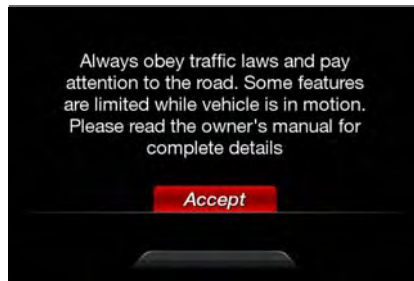 Always obey traffic laws and pay
attention to the road. Some features
are limited while vehicle is in motion.
Please read the owner's manual for
complete details
Accept